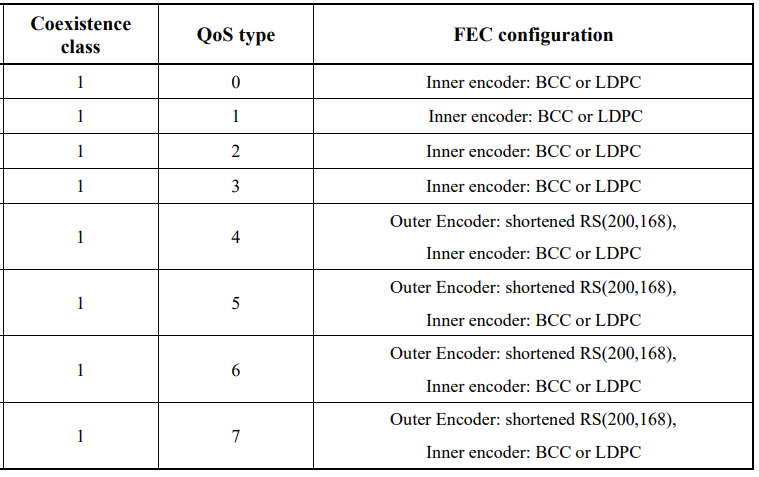 Coexistence
class
QoS type
FEC configuration
1
0
Inner encoder: BCC or LDPC
1
1
Inner encoder: BCC or LDPC
1
2
Inner encoder: BCC or LDPC
1
3
Inner encoder: BCC or LDPC
1
4
Outer Encoder: shortened RS(200,168),
Inner encoder: BCC or LDPC
1
5
Outer Encoder: shortened RS(200,168),
Inner encoder: BCC or LDPC
1
6
Outer Encoder: shortened RS(200,168),
Inner encoder: BCC or LDPC
1
7
Outer Encoder: shortened RS(200,168),
Inner encoder: BCC or LDPC